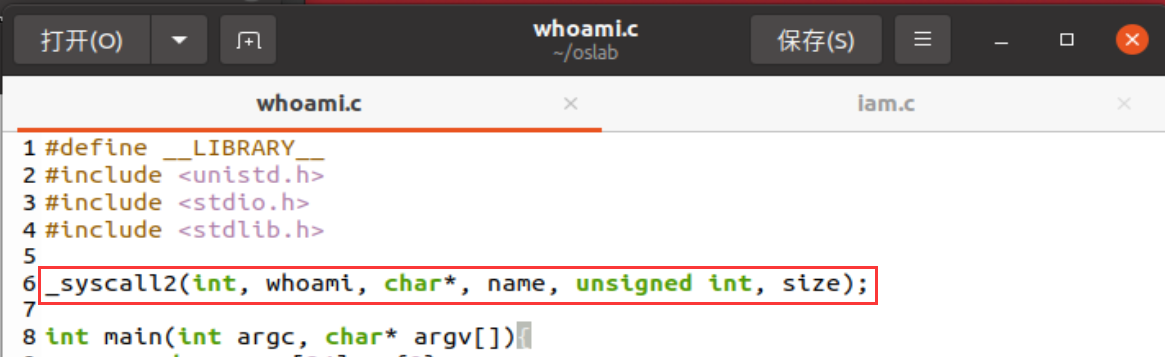 打开(O)
whoami.c
~/oslab
保存(S)
whoami.c
iam.c
1 #define __LIBRARY__
2 #include <unistd.h>
3 #include <stdio.h>
4 #include <stdlib.h>
5
6 _syscall2(int, whoami, char*, name, unsigned int, size);
7
8 int main(int argc, char* argv[]){